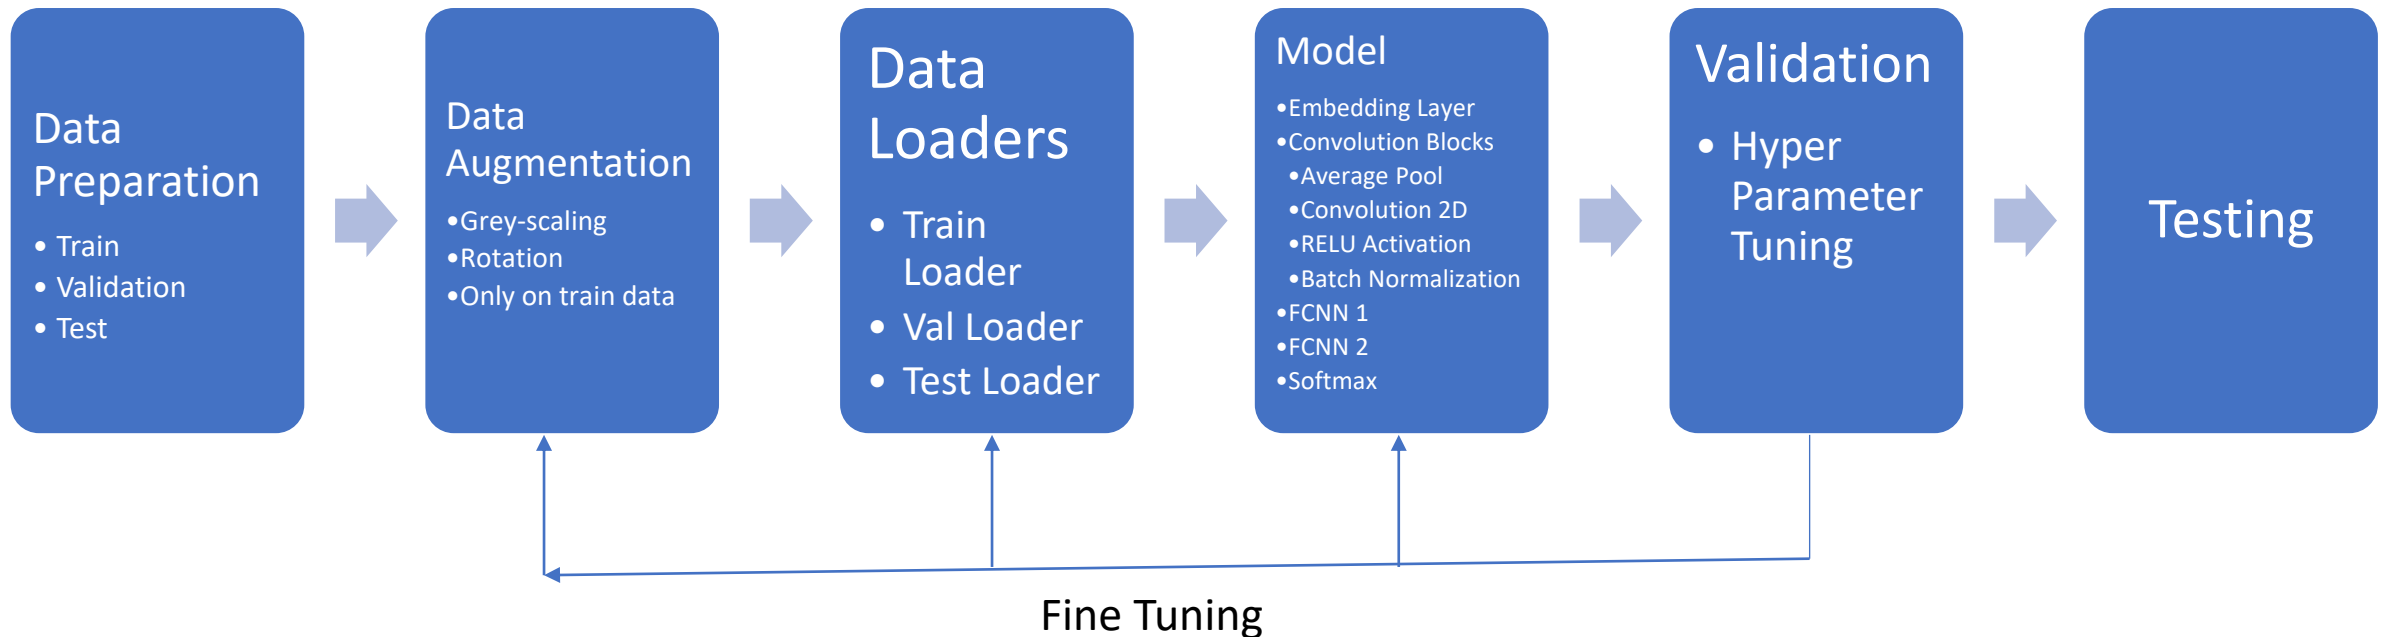 Data
Preparation
• Train
• Validation
• Test
Data
Augmentation
•Grey-scaling
•Rotation
•Only on train data
Data
Loaders
• Train
Loader
• Val Loader
• Test Loader
Model
•Embedding Layer
•Convolution Blocks
•Average Pool
•Convolution 2D
•RELU Activation
•Batch Normalization
•FCNN 1
•FCNN 2
•Softmax
Validation
• Hyper
Parameter
Tuning
Testing
Fine Tuning